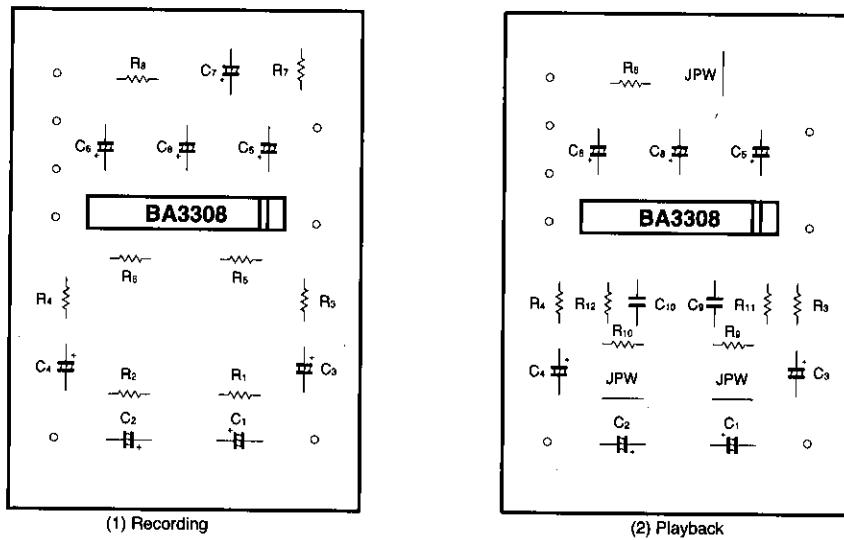 R8 C7 R7
C6 C8 C5
BA3308
R6 R5
R4 R3
C4 C3
R2 R1
C2 C1
(1) Recording
R8 JPW
C6 C8 C5
BA3308
R4 R12 C10 C9 R11 R3
R10 R9
C4 JPW JPW C3
C2 C1
(2) Playback